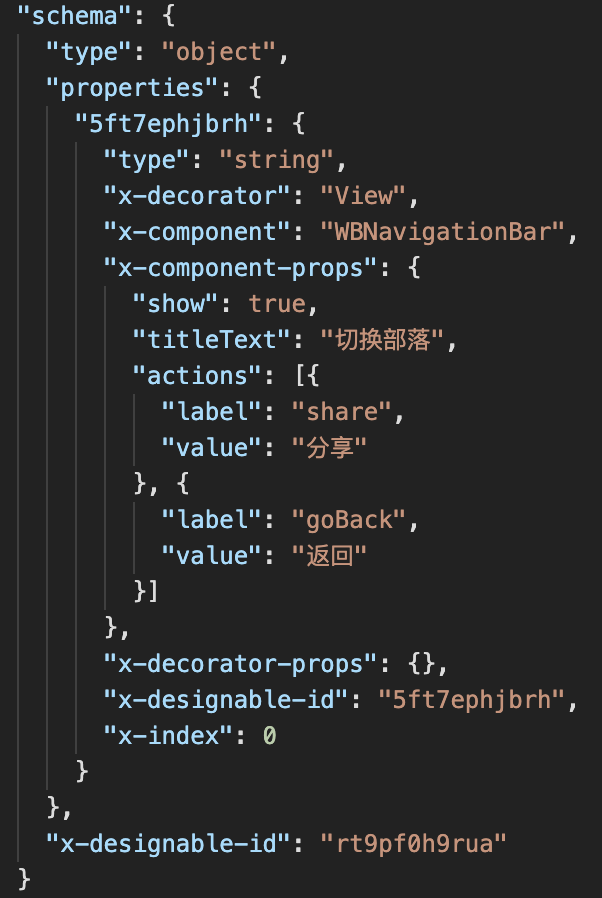 "schema": {
  "type": "object",
  "properties": {
    "5ft7ephjbrh": {
      "type": "string",
      "x-decorator": "View",
      "x-component": "WBNavigationBar",
      "x-component-props": {
        "show": true,
        "titleText": "切换部落",
        "actions": [{
          "label": "share",
          "value": "分享"
        }, {
          "label": "goBack",
          "value": "返回"
        }]
      },
      "x-decorator-props": {},
      "x-designable-id": "5ft7ephjbrh",
      "x-index": 0
    }
  },
  "x-designable-id": "rt9pf0h9rua"
}